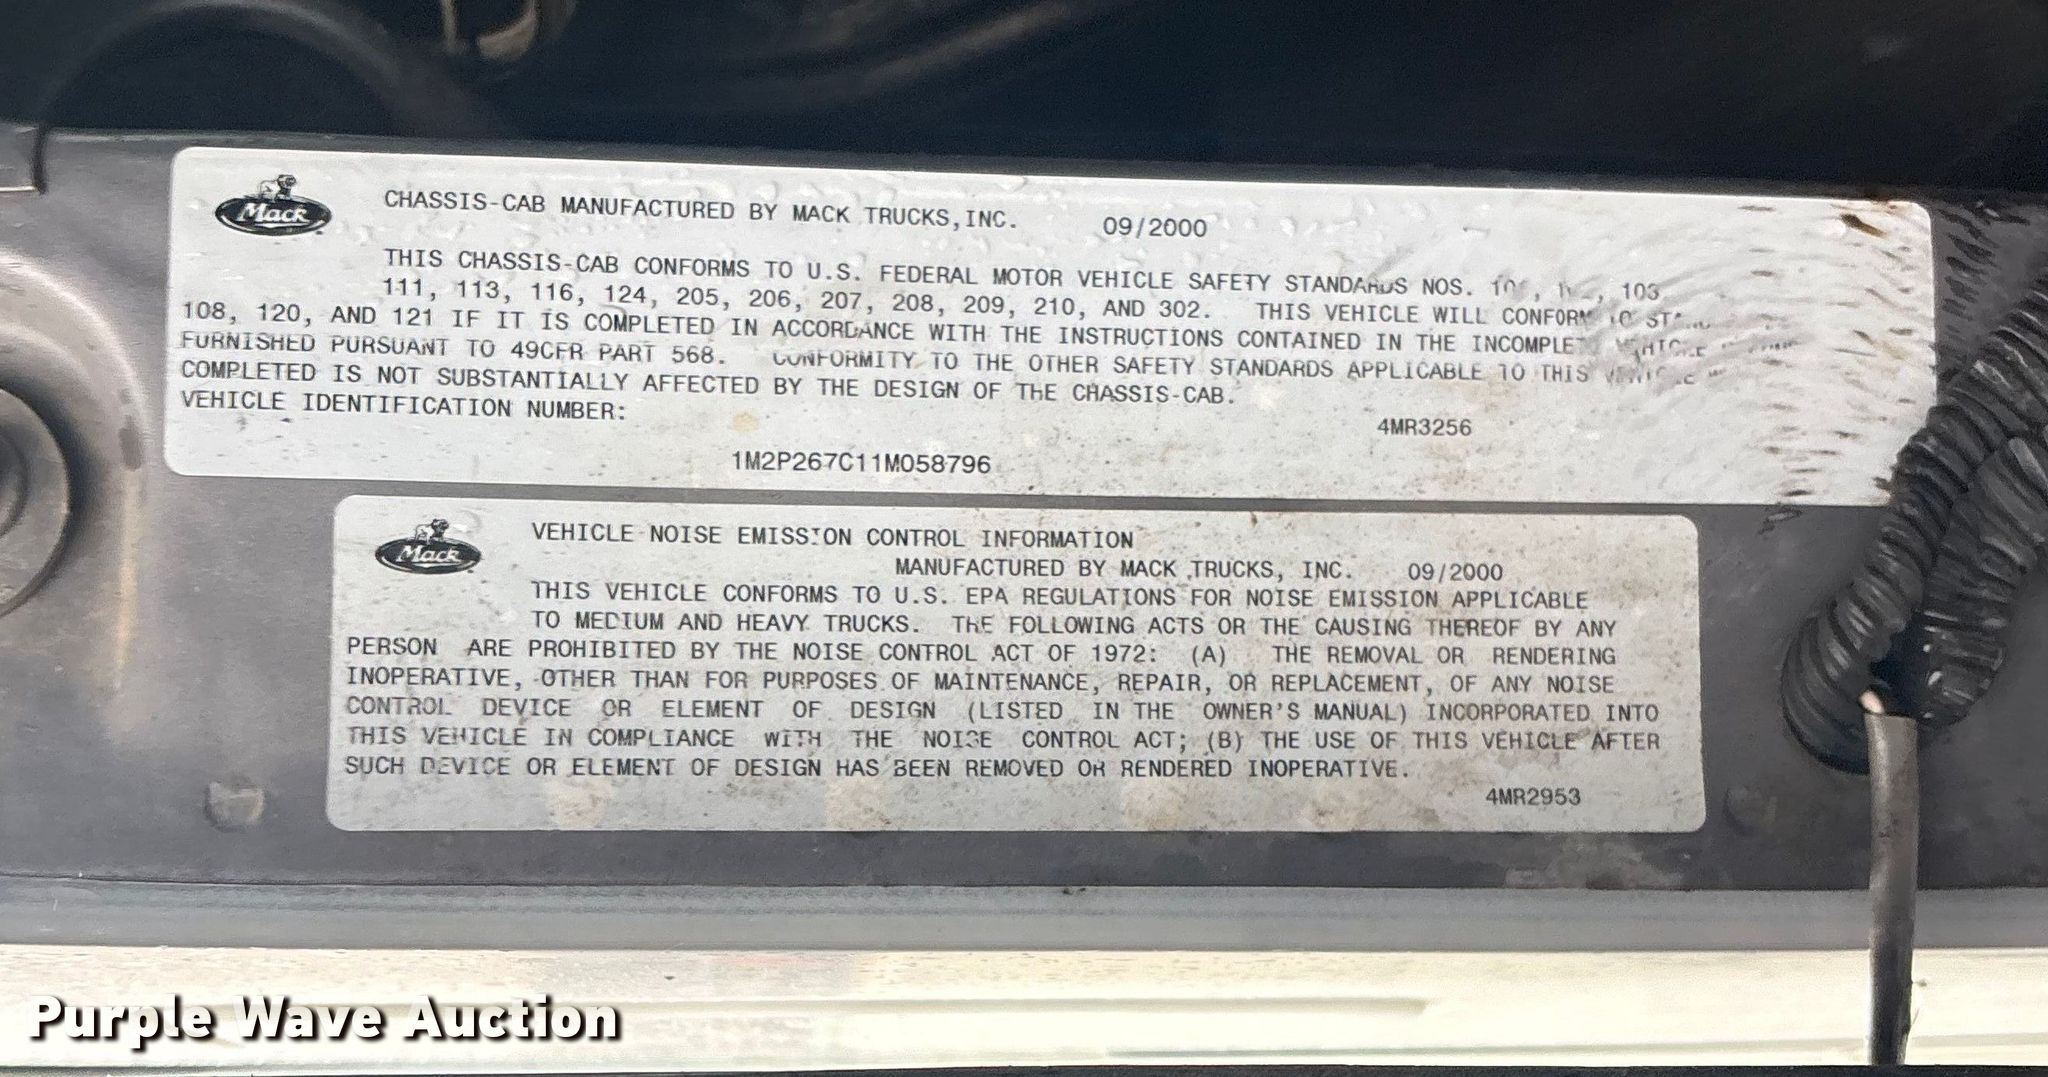 Mack
CHASSIS-CAB MANUFACTURED BY MACK TRUCKS, INC. 09/2000
THIS CHASSIS-CAB CONFORMS TO U.S. FEDERAL MOTOR VEHICLE SAFETY STANDARDS NOS. 103
111, 113, 116, 124, 205, 206, 207, 208, 209, 210, AND 302. THIS VEHICLE WILL CONFORM TO
108, 120, AND 121 IF IT IS COMPLETED IN ACCORDANCE WITH THE INSTRUCTIONS CONTAINED IN THE
FURNISHED PURSUANT TO 49CFR PART 568. CONFORMITY TO THE OTHER SAFETY STANDARDS APPLICABLE TO THIS
COMPLETED IS NOT SUBSTANTIALLY AFFECTED BY THE DESIGN OF THE CHASSIS-CAB.
VEHICLE IDENTIFICATION NUMBER:
4MR3256
1M2P267C11M058796
Mack
VEHICLE NOISE EMISSION CONTROL INFORMATION
MANUFACTURED BY MACK TRUCKS, INC. 09/2000
THIS VEHICLE CONFORMS TO U.S. EPA REGULATIONS FOR NOISE EMISSION APPLICABLE
TO MEDIUM AND HEAVY TRUCKS. THE FOLLOWING ACTS OR THE CAUSING THEREOF BY ANY
PERSON ARE PROHIBITED BY THE NOISE CONTROL ACT OF 1972: (A) THE REMOVAL OR RENDERING
INOPERATIVE, OTHER THAN FOR PURPOSES OF MAINTENANCE, REPAIR, OR REPLACEMENT, OF ANY NOISE
CONTROL DEVICE OR ELEMENT OF DESIGN (LISTED IN THE OWNER'S MANUAL) INCORPORATED INTO
THIS VEHICLE IN COMPLIANCE WITH THE NOISE CONTROL ACT; (B) THE USE OF THIS VEHICLE AFTER
SUCH DEVICE OR ELEMENT OF DESIGN HAS BEEN REMOVED OR RENDERED INOPERATIVE.
4MR2953
Purple Wave Auction